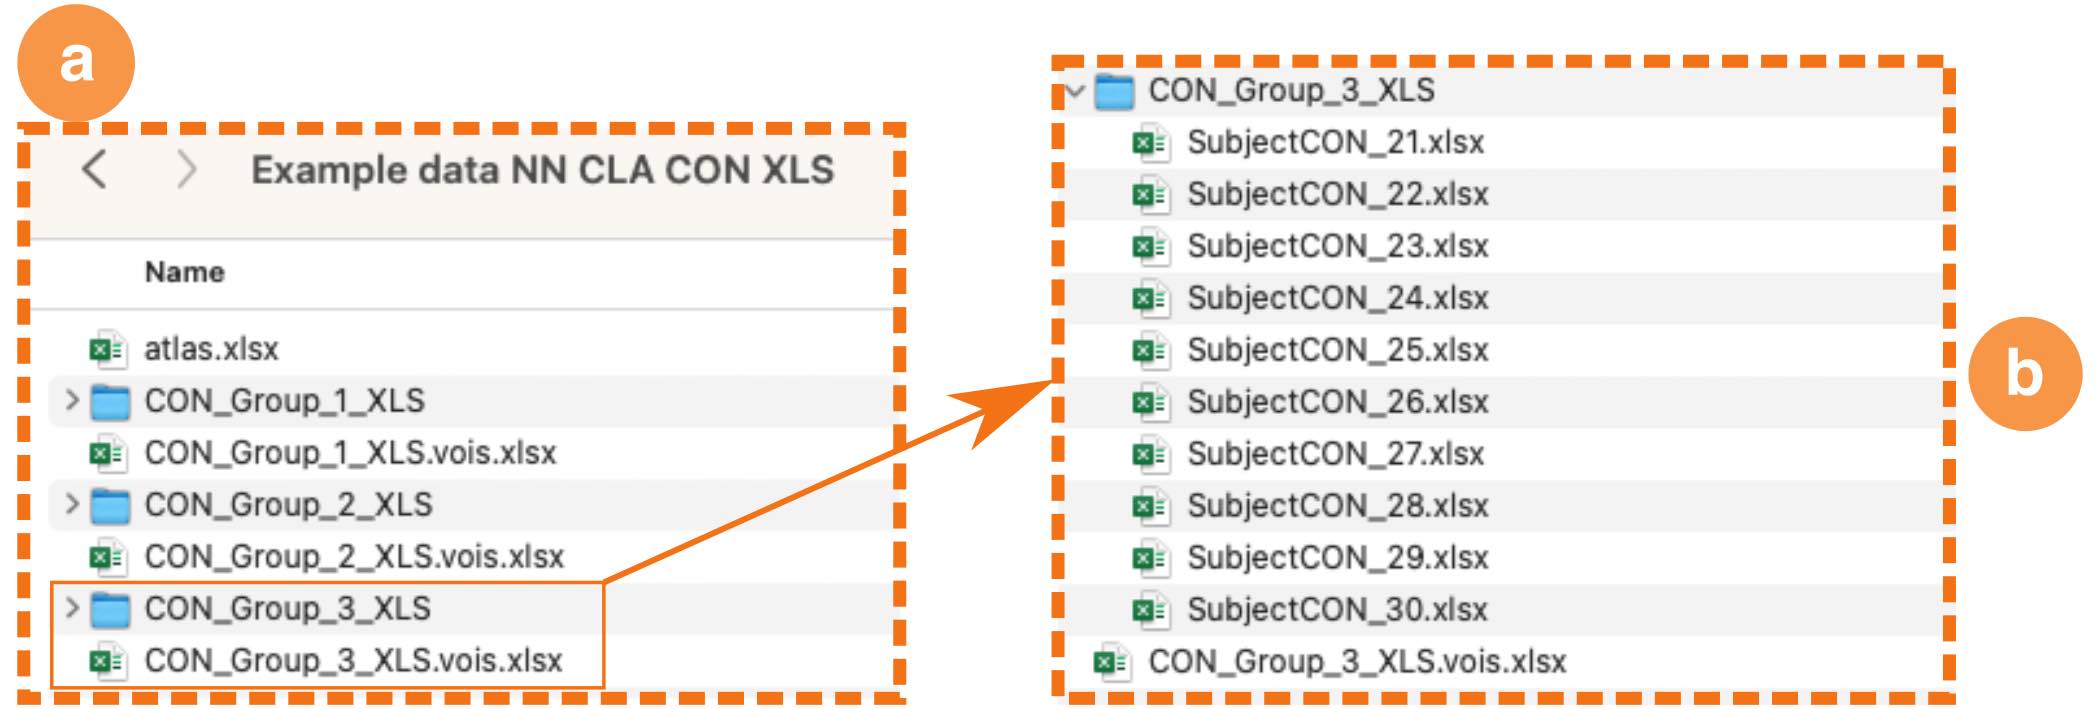 a
Example data NN CLA CON XLS
Name
atlas.xlsx
CON_Group_1_XLS
CON_Group_1_XLS.vois.xlsx
CON_Group_2_XLS
CON_Group_2_XLS.vois.xlsx
CON_Group_3_XLS
CON_Group_3_XLS.vois.xlsx
b
CON_Group_3_XLS
SubjectCON_21.xlsx
SubjectCON_22.xlsx
SubjectCON_23.xlsx
SubjectCON_24.xlsx
SubjectCON_25.xlsx
SubjectCON_26.xlsx
SubjectCON_27.xlsx
SubjectCON_28.xlsx
SubjectCON_29.xlsx
SubjectCON_30.xlsx
CON_Group_3_XLS.vois.xlsx